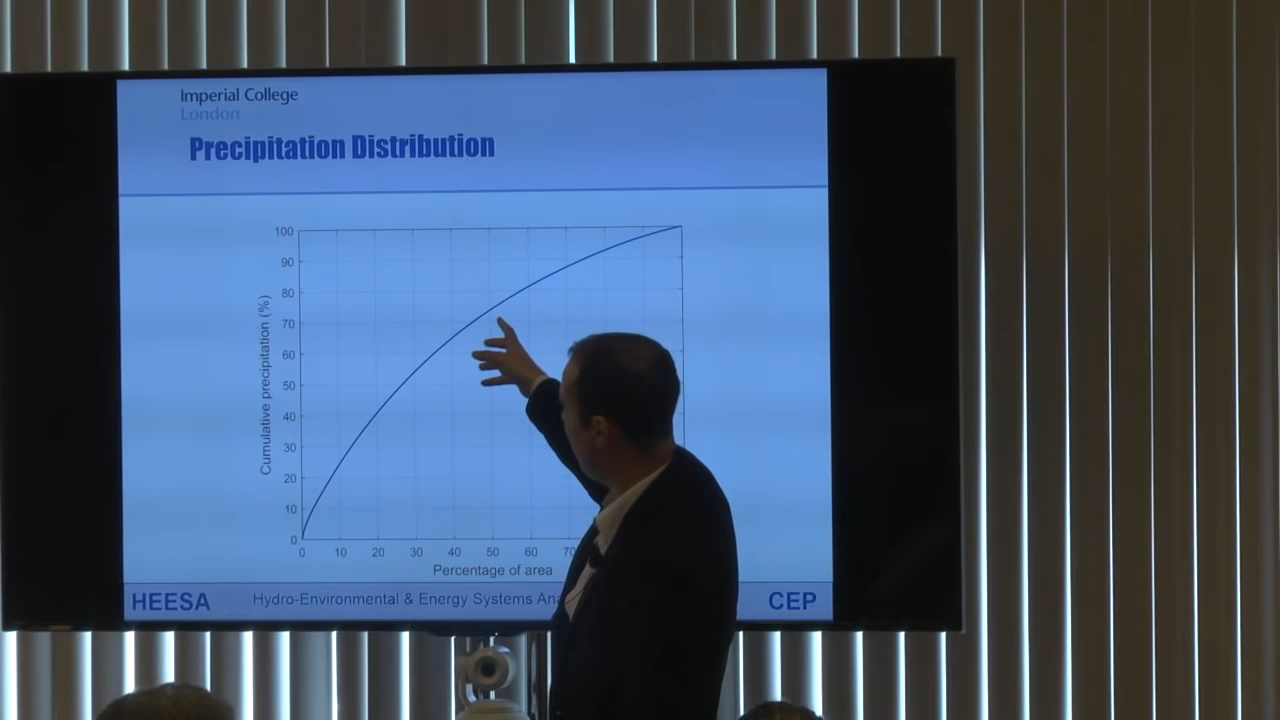 Imperial College
London
Precipitation Distribution
100
90
80
70
60
50
40
30
20
10
0
Cumulative precipitation (%)
0 10 20 30 40 50 60 70
Percentage of area
HEESA Hydro-Environmental & Energy Systems CEP